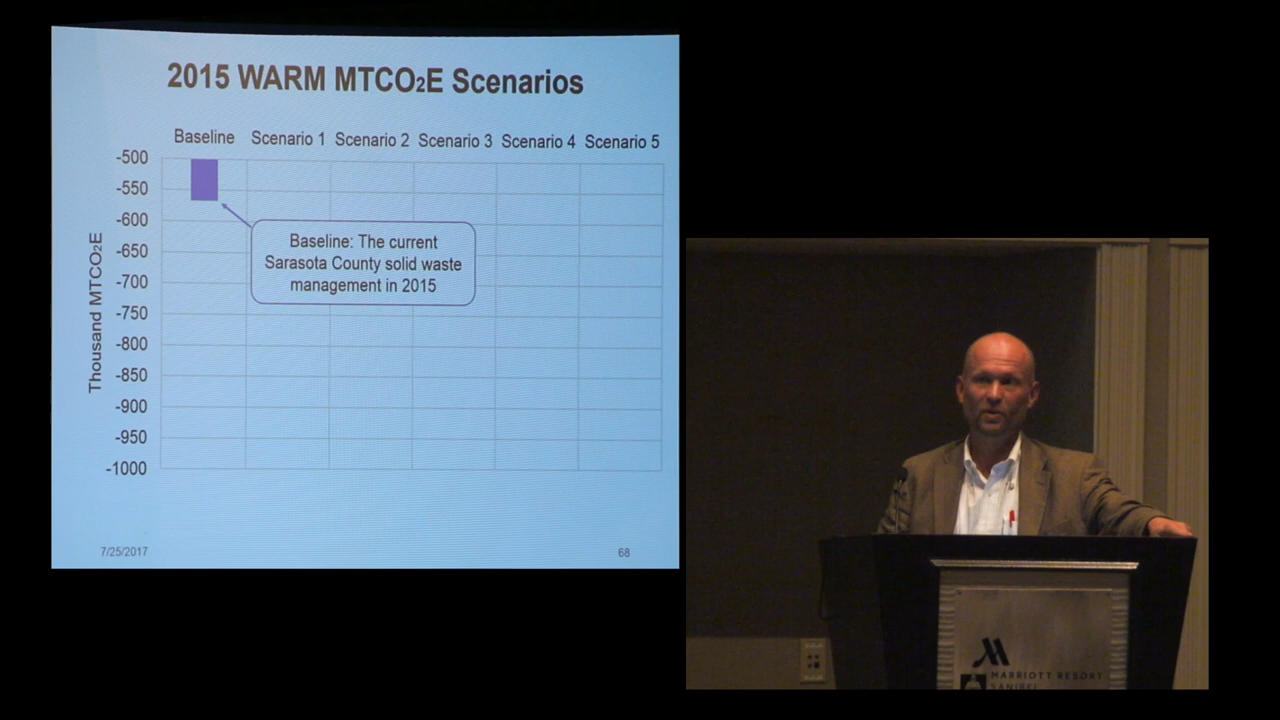 2015 WARM MTCO₂E Scenarios
Baseline Scenario 1 Scenario 2 Scenario 3 Scenario 4 Scenario 5
-500
-550
-600
-650
-700
-750
-800
-850
-900
-950
-1000
Thousand MTCO₂E
Baseline: The current
Sarasota County solid waste
management in 2015
7/25/2017
68
MARRIOTT RESORT
SANIBEL